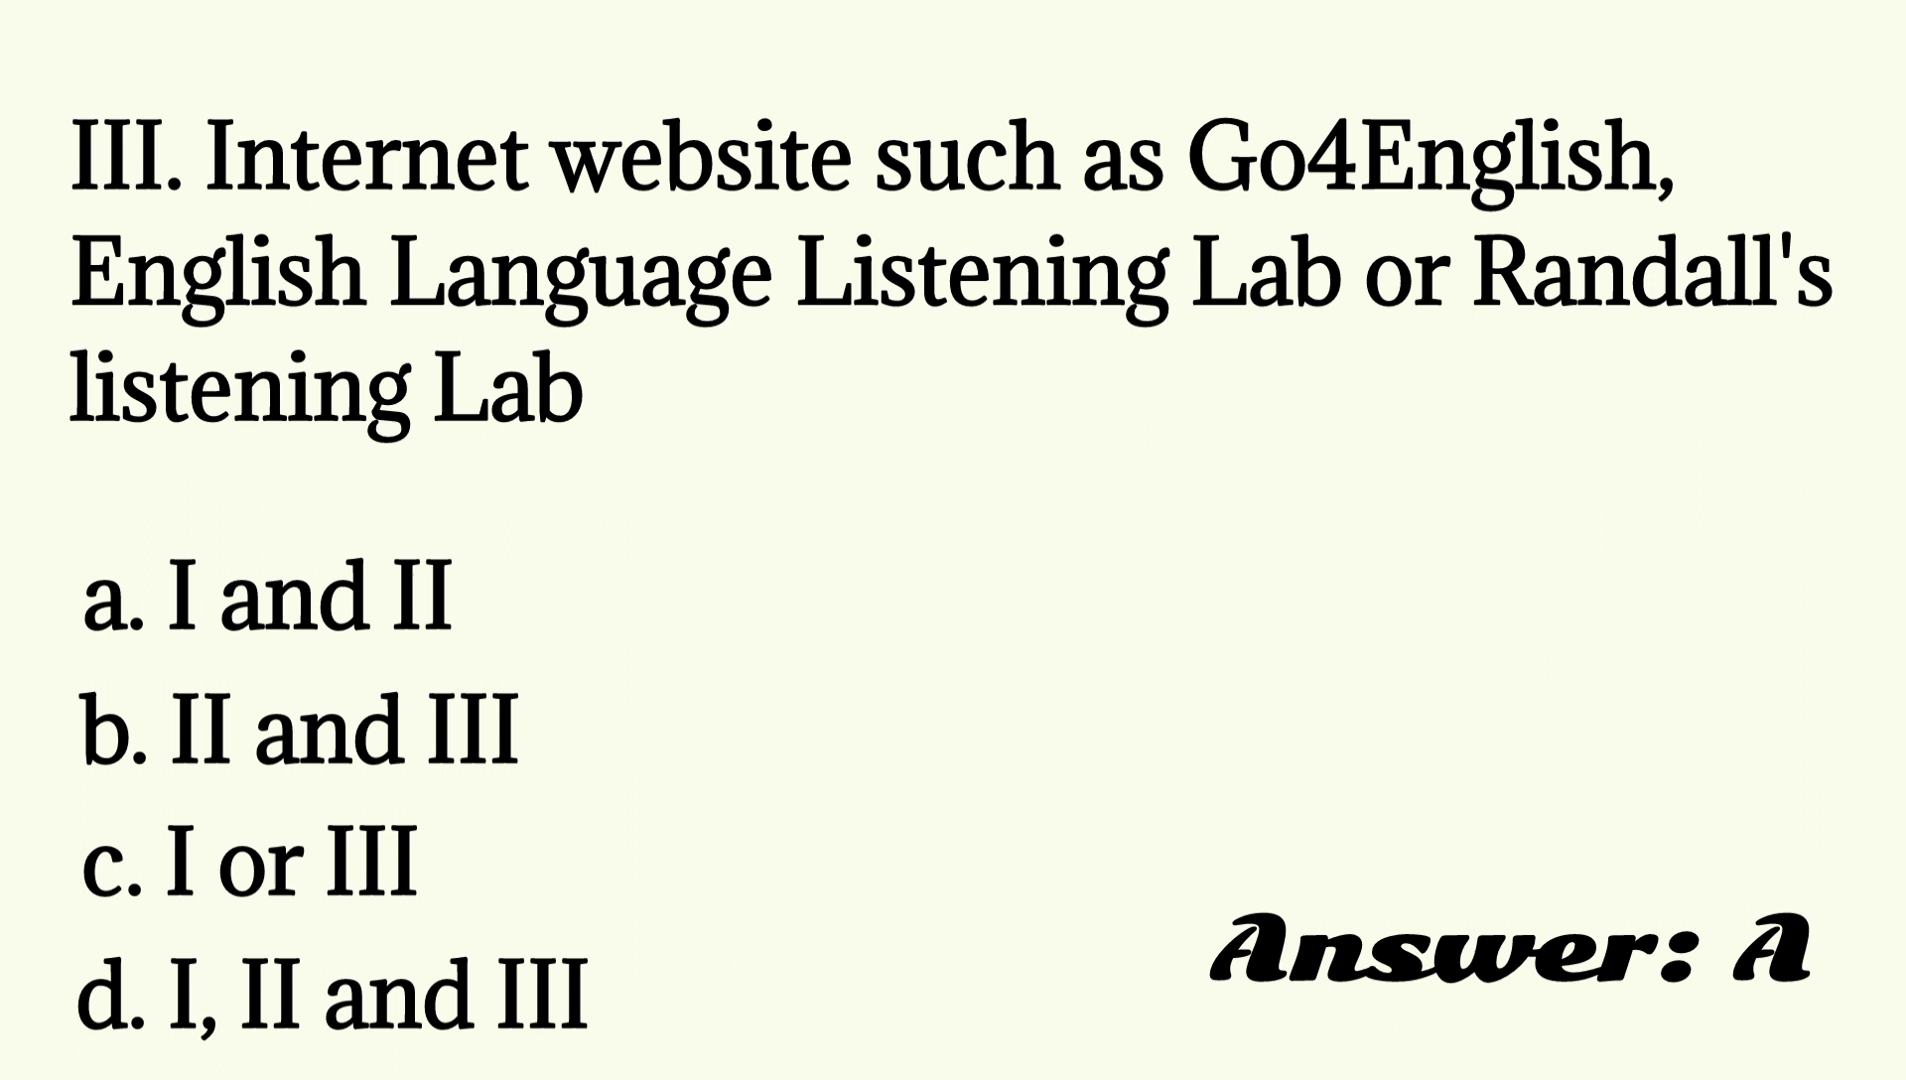 III. Internet website such as Go4English,
English Language Listening Lab or Randall's
listening Lab
a. I and II
b. II and III
c. I or III
d. I, II and III
Answer: A